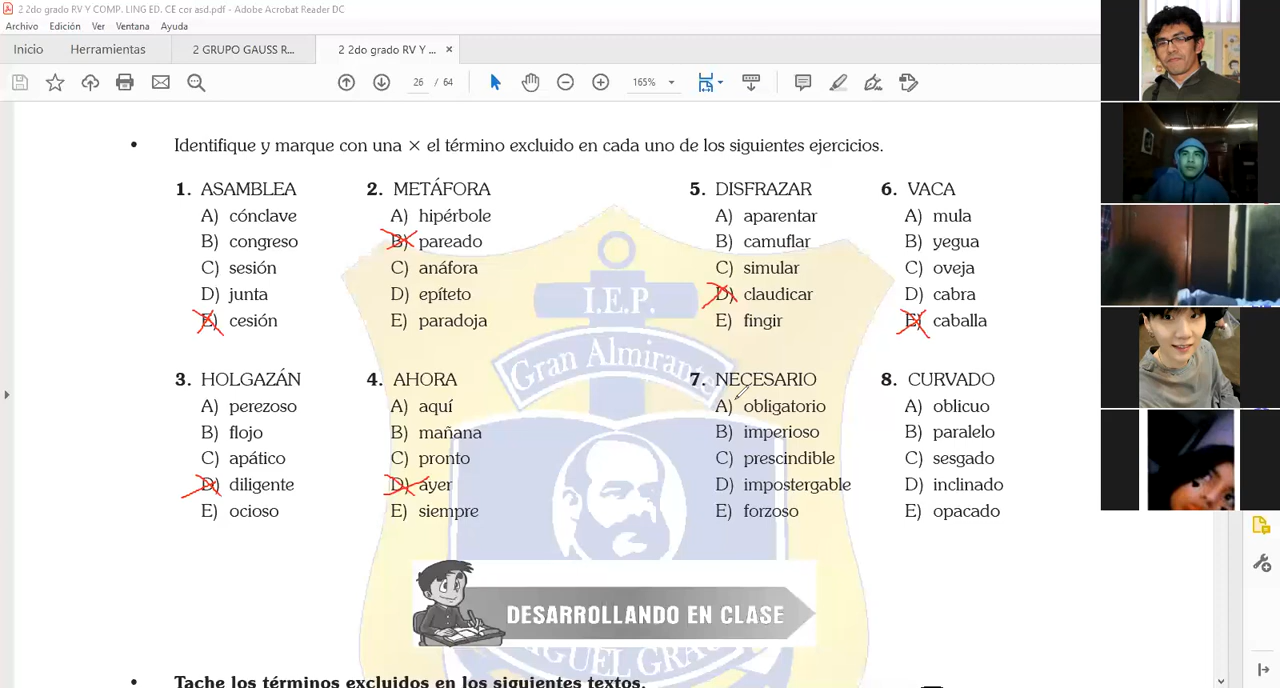 2 2do grado RV Y COMP. LING ED. CE cor asd.pdf - Adobe Acrobat Reader DC
Archivo Edición Ver Ventana Ayuda
Inicio Herramientas 2 GRUPO GAUSS R... 2 2do grado RV Y ... ×
26 / 64 165%
• Identifique y marque con una × el término excluido en cada uno de los siguientes ejercicios.
1. ASAMBLEA
A) cónclave
B) congreso
C) sesión
D) junta
E) cesión
2. METÁFORA
A) hipérbole
B) pareado
C) anáfora
D) epíteto
E) paradoja
3. HOLGAZÁN
A) perezoso
B) flojo
C) apático
D) diligente
E) ocioso
4. AHORA
A) aquí
B) mañana
C) pronto
D) ayer
E) siempre
5. DISFRAZAR
A) aparentar
B) camuflar
C) simular
D) claudicar
E) fingir
6. VACA
A) mula
B) yegua
C) oveja
D) cabra
E) caballa
7. NECESARIO
A) obligatorio
B) imperioso
C) prescindible
D) impostergable
E) forzoso
8. CURVADO
A) oblicuo
B) paralelo
C) sesgado
D) inclinado
E) opacado
I.E.P.
Gran Almirante
MIGUEL GRAU
DESARROLLANDO EN CLASE
• Tache los términos excluidos en los siguientes textos.